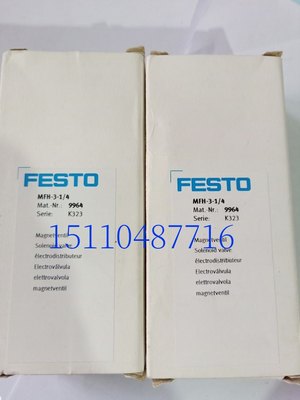 FESTO
MFH-3-1/4
Mat.-Nr.: 9964
Serie: K323
Magnetventil
Solenoid valve
électrodistributeur
Electroválvula
elettrovalvola
magnetventil
FESTO
MFH-3-1/4
Mat.-Nr.: 9964
Serie: K323
Magnetventil
Solenoid valve
électrodistributeur
Electroválvula
elettrovalvola
magnetventil
15110487716